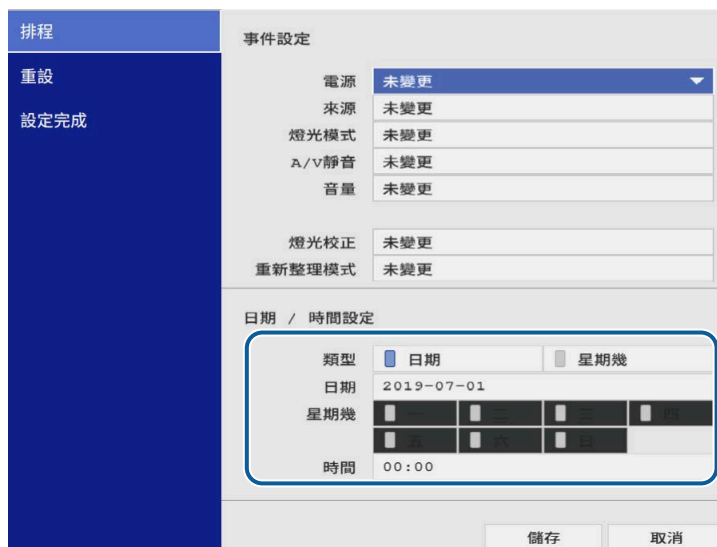 排程
重設
設定完成
事件設定
電源 未變更
來源 未變更
燈光模式 未變更
A/V靜音 未變更
音量 未變更
燈光校正 未變更
重新整理模式 未變更
日期 / 時間設定
類型 日期 星期幾
日期 2019-07-01
星期幾 一 二 三 四
五 六 日
時間 00:00
儲存 取消